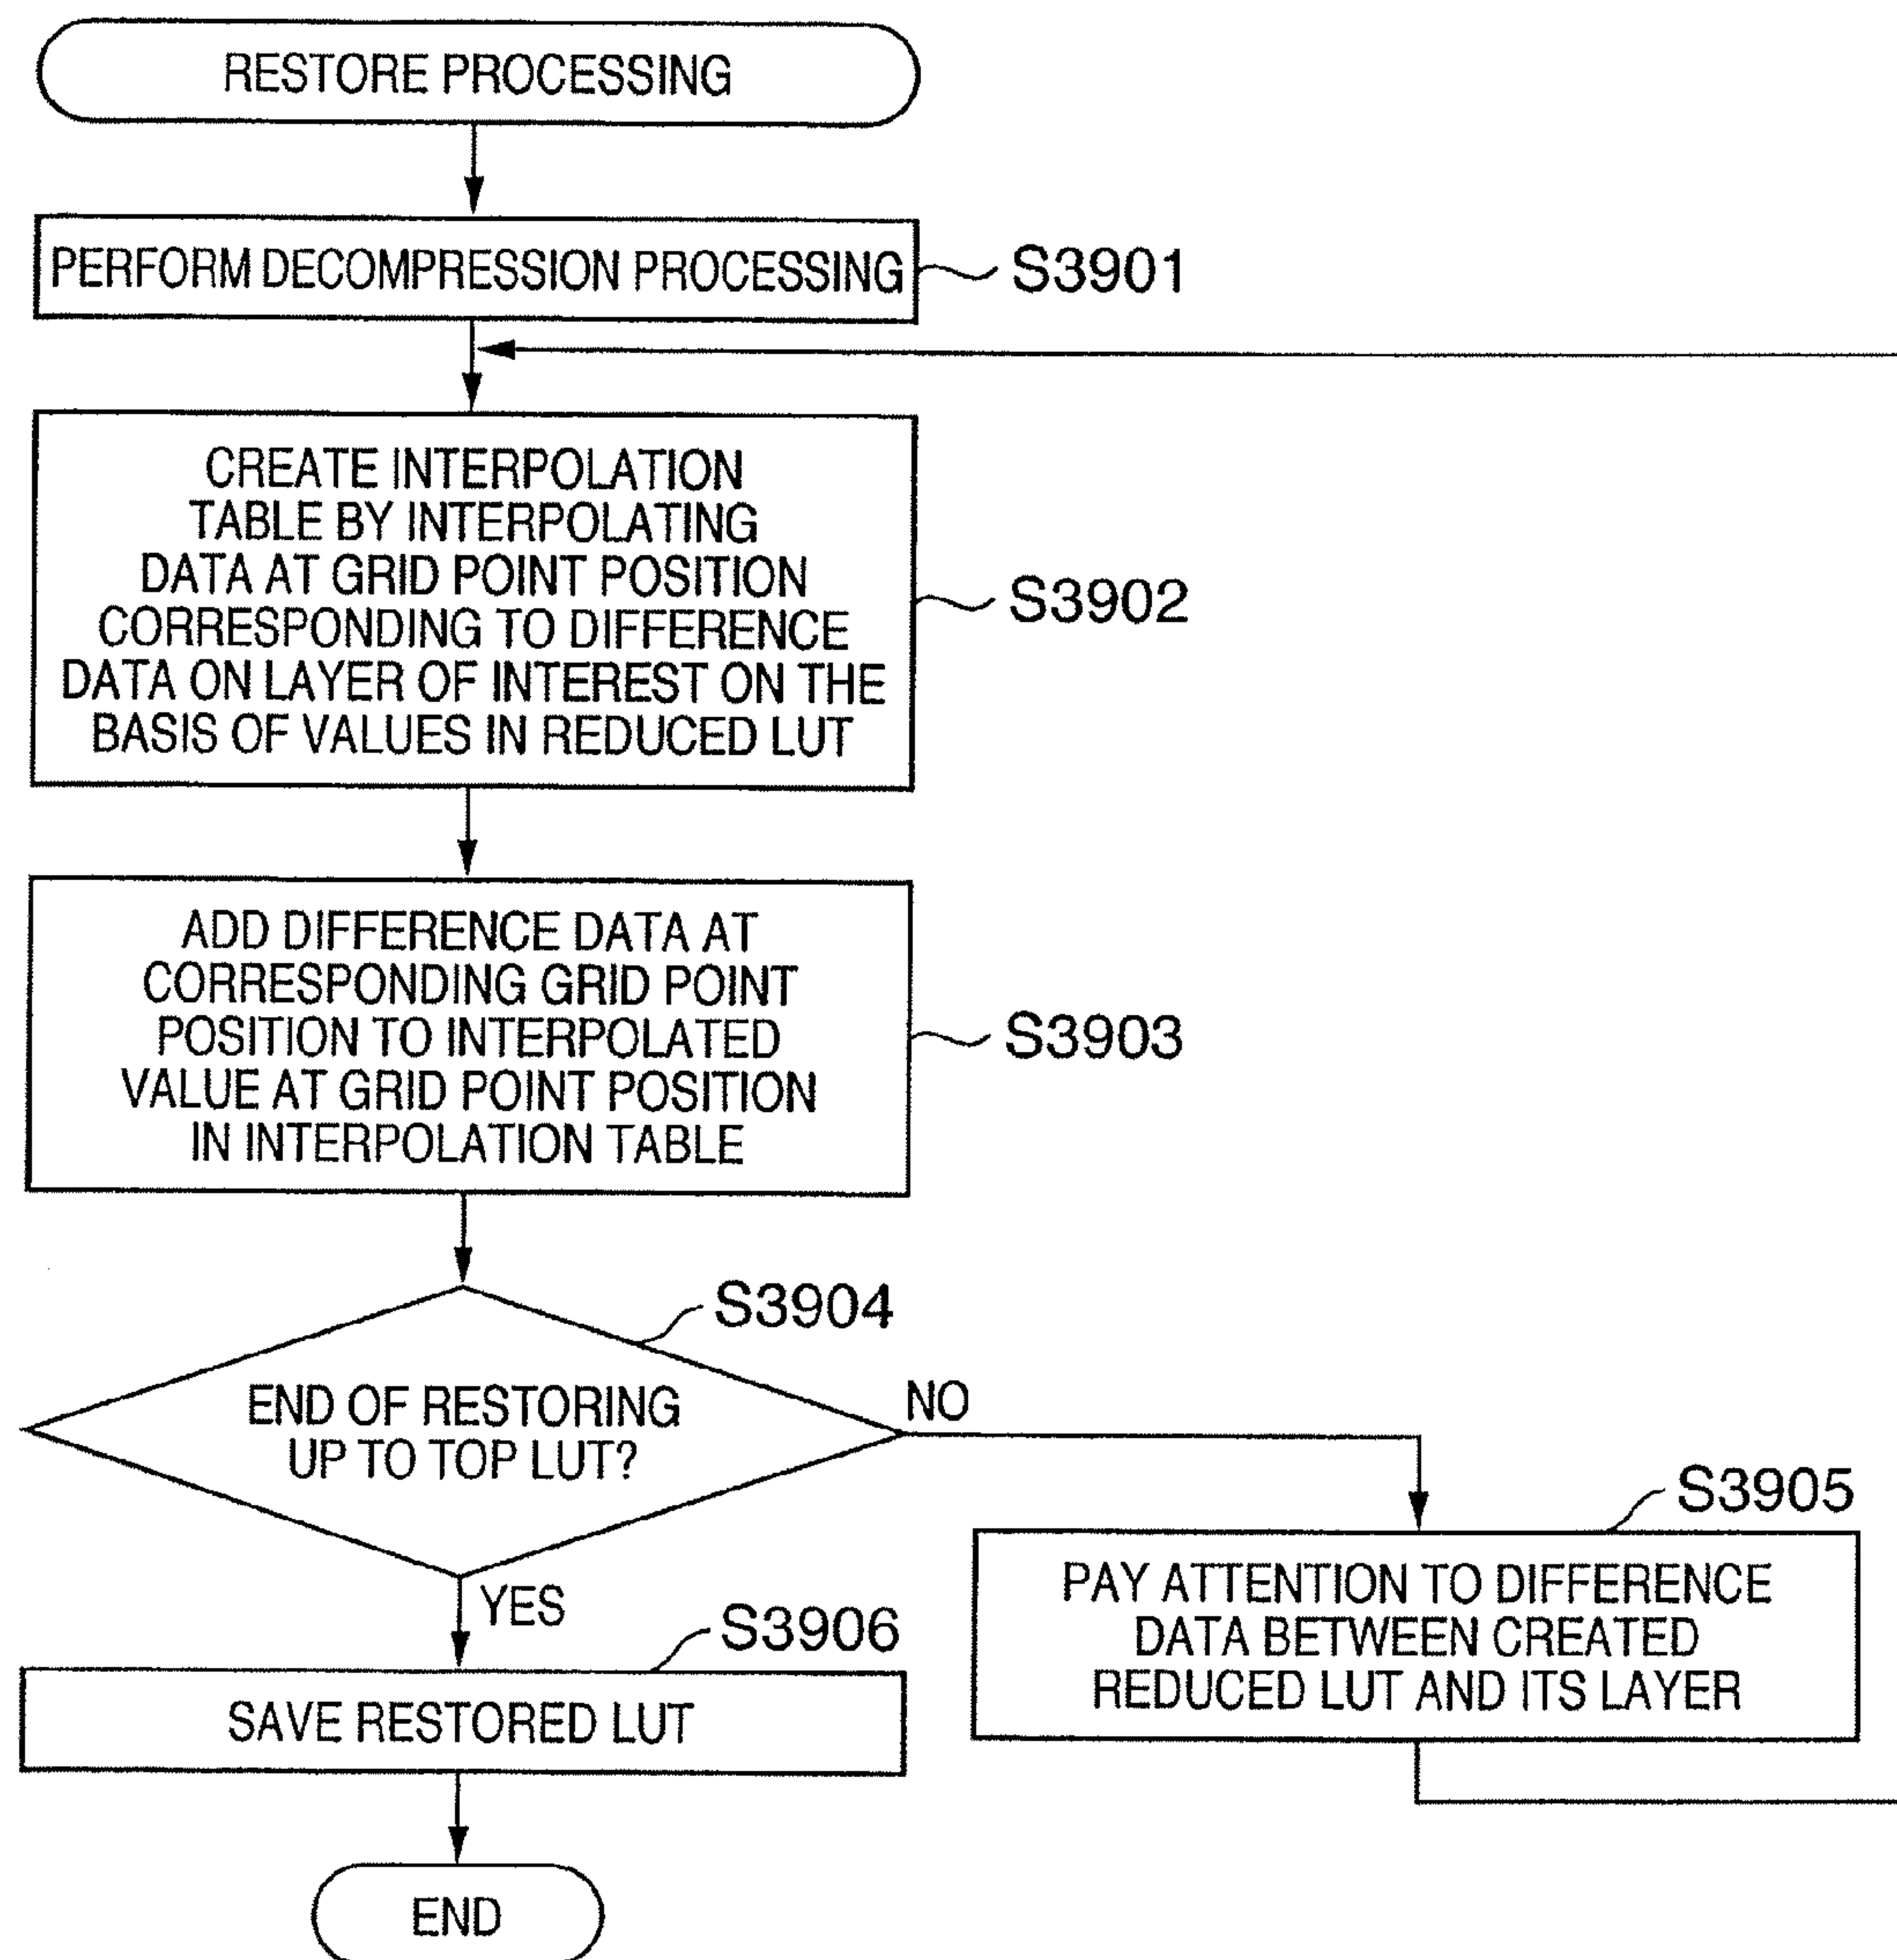 RESTORE PROCESSING
PERFORM DECOMPRESSION PROCESSING
S3901
CREATE INTERPOLATION
TABLE BY INTERPOLATING
DATA AT GRID POINT POSITION
CORRESPONDING TO DIFFERENCE
DATA ON LAYER OF INTEREST ON THE
BASIS OF VALUES IN REDUCED LUT
S3902
ADD DIFFERENCE DATA AT
CORRESPONDING GRID POINT
POSITION TO INTERPOLATED
VALUE AT GRID POINT POSITION
IN INTERPOLATION TABLE
S3903
S3904
END OF RESTORING
UP TO TOP LUT?
NO
YES
S3905
PAY ATTENTION TO DIFFERENCE
DATA BETWEEN CREATED
REDUCED LUT AND ITS LAYER
S3906
SAVE RESTORED LUT
END